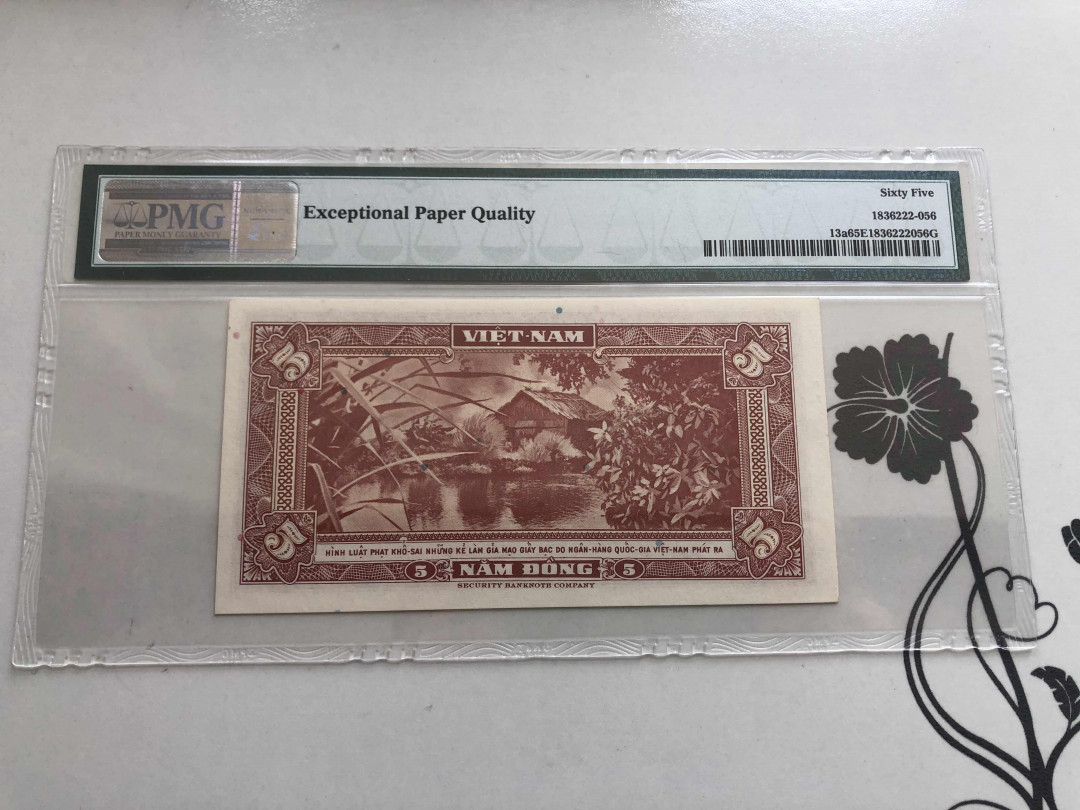 PMG
PAPER MONEY GUARANTY
Exceptional Paper Quality
Sixty Five
1836222-056
13a65E1836222056G
VIỆT-NAM
5
5
5
5
HÌNH LUẬT PHẠT KHỔ-SAI NHỮNG KẺ LÀM GIẢ MẠO GIẤY BẠC DO NGÂN-HÀNG QUỐC-GIA VIỆT-NAM PHÁT RA
5 NĂM ĐỒNG 5
SECURITY BANKNOTE COMPANY